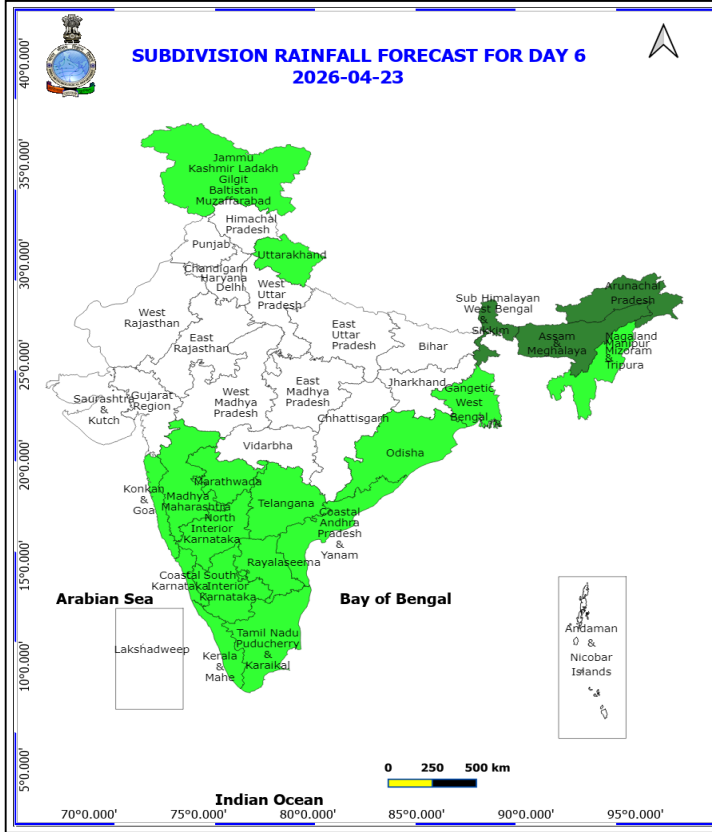 SUBDIVISION RAINFALL FORECAST FOR DAY 6
2026-04-23
40°0.000'
35°0.000'
30°0.000'
25°0.000'
20°0.000'
15°0.000'
10°0.000'
5°0.000'
Jammu
Kashmir Ladakh
Gilgit
Baltistan
Muzaffarabad
Himachal
Pradesh
Punjab
Uttarakhand
Chandigarh
Haryana
Delhi
West
Uttar
Pradesh
West
Rajasthan
East
Rajasthan
East
Uttar
Pradesh
Bihar
Sub Himalayan
West Bengal
&
Sikkim
Arunachal
Pradesh
Assam
&
Meghalaya
Nagaland
Manipur
Mizoram
&
Tripura
Saurashtra
&
Kutch
Gujarat
Region
West
Madhya
Pradesh
East
Madhya
Pradesh
Jharkhand
Gangetic
West
Bengal
Chhattisgarh
Vidarbha
Odisha
Konkan
&
Goa
Marathwada
Madhya
Maharashtra
Telangana
North
Interior
Karnataka
Coastal
Andhra
Pradesh
&
Yanam
Rayalaseema
Coastal
Karnataka
South
Interior
Karnataka
Arabian Sea
Bay of Bengal
Lakshadweep
Kerala
&
Mahe
Tamil Nadu
Puducherry
&
Karaikal
Andaman
&
Nicobar
Islands
0 250 500 km
Indian Ocean
70°0.000' 75°0.000' 80°0.000' 85°0.000' 90°0.000' 95°0.000'